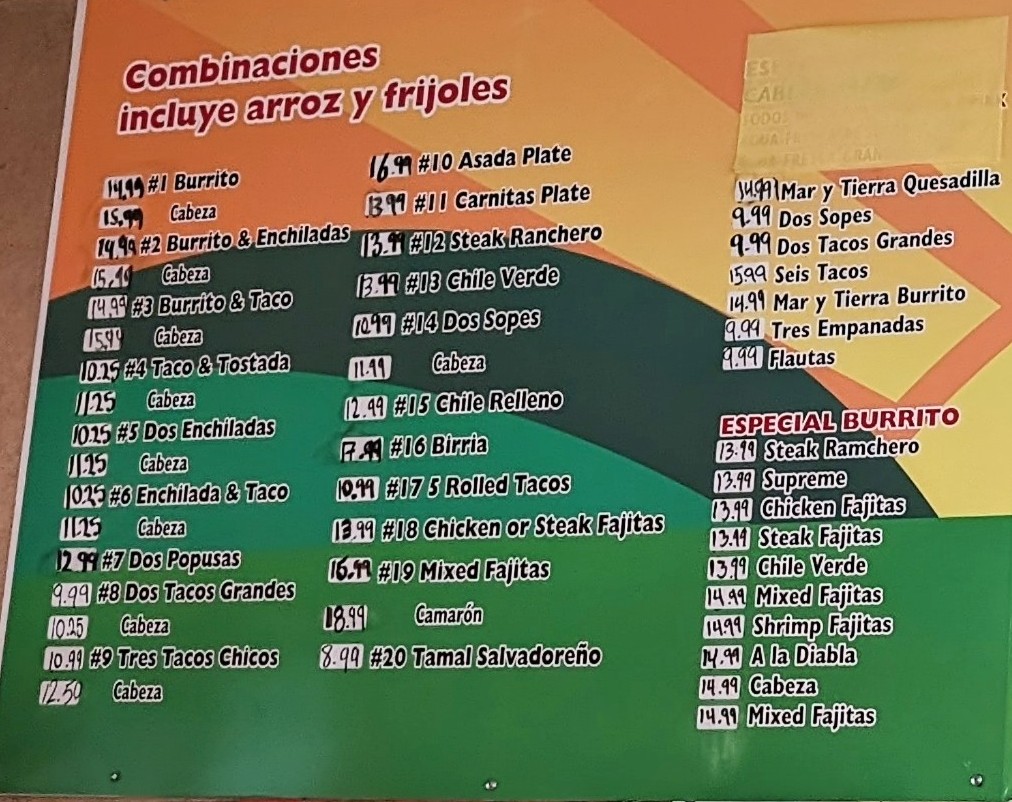 Combinaciones
incluye arroz y frijoles
14.99 #1 Burrito
15.99 Cabeza
14.99 #2 Burrito & Enchiladas
15.99 Cabeza
14.99 #3 Burrito & Taco
15.99 Cabeza
10.25 #4 Taco & Tostada
11.25 Cabeza
10.25 #5 Dos Enchiladas
11.25 Cabeza
10.25 #6 Enchilada & Taco
11.25 Cabeza
12.99 #7 Dos Popusas
9.99 #8 Dos Tacos Grandes
10.25 Cabeza
10.99 #9 Tres Tacos Chicos
12.50 Cabeza
16.99 #10 Asada Plate
13.99 #11 Carnitas Plate
13.99 #12 Steak Ranchero
13.99 #13 Chile Verde
10.99 #14 Dos Sopes
11.99 Cabeza
12.99 #15 Chile Relleno
17.99 #16 Birria
10.99 #17 5 Rolled Tacos
13.99 #18 Chicken or Steak Fajitas
16.99 #19 Mixed Fajitas
18.99 Camarón
8.99 #20 Tamal Salvadoreño
14.99 Mar y Tierra Quesadilla
9.99 Dos Sopes
9.99 Dos Tacos Grandes
15.99 Seis Tacos
14.99 Mar y Tierra Burrito
9.99 Tres Empanadas
9.99 Flautas
ESPECIAL BURRITO
13.99 Steak Ramchero
13.99 Supreme
13.99 Chicken Fajitas
13.99 Steak Fajitas
13.99 Chile Verde
14.99 Mixed Fajitas
14.99 Shrimp Fajitas
14.99 A la Diabla
14.99 Cabeza
14.99 Mixed Fajitas